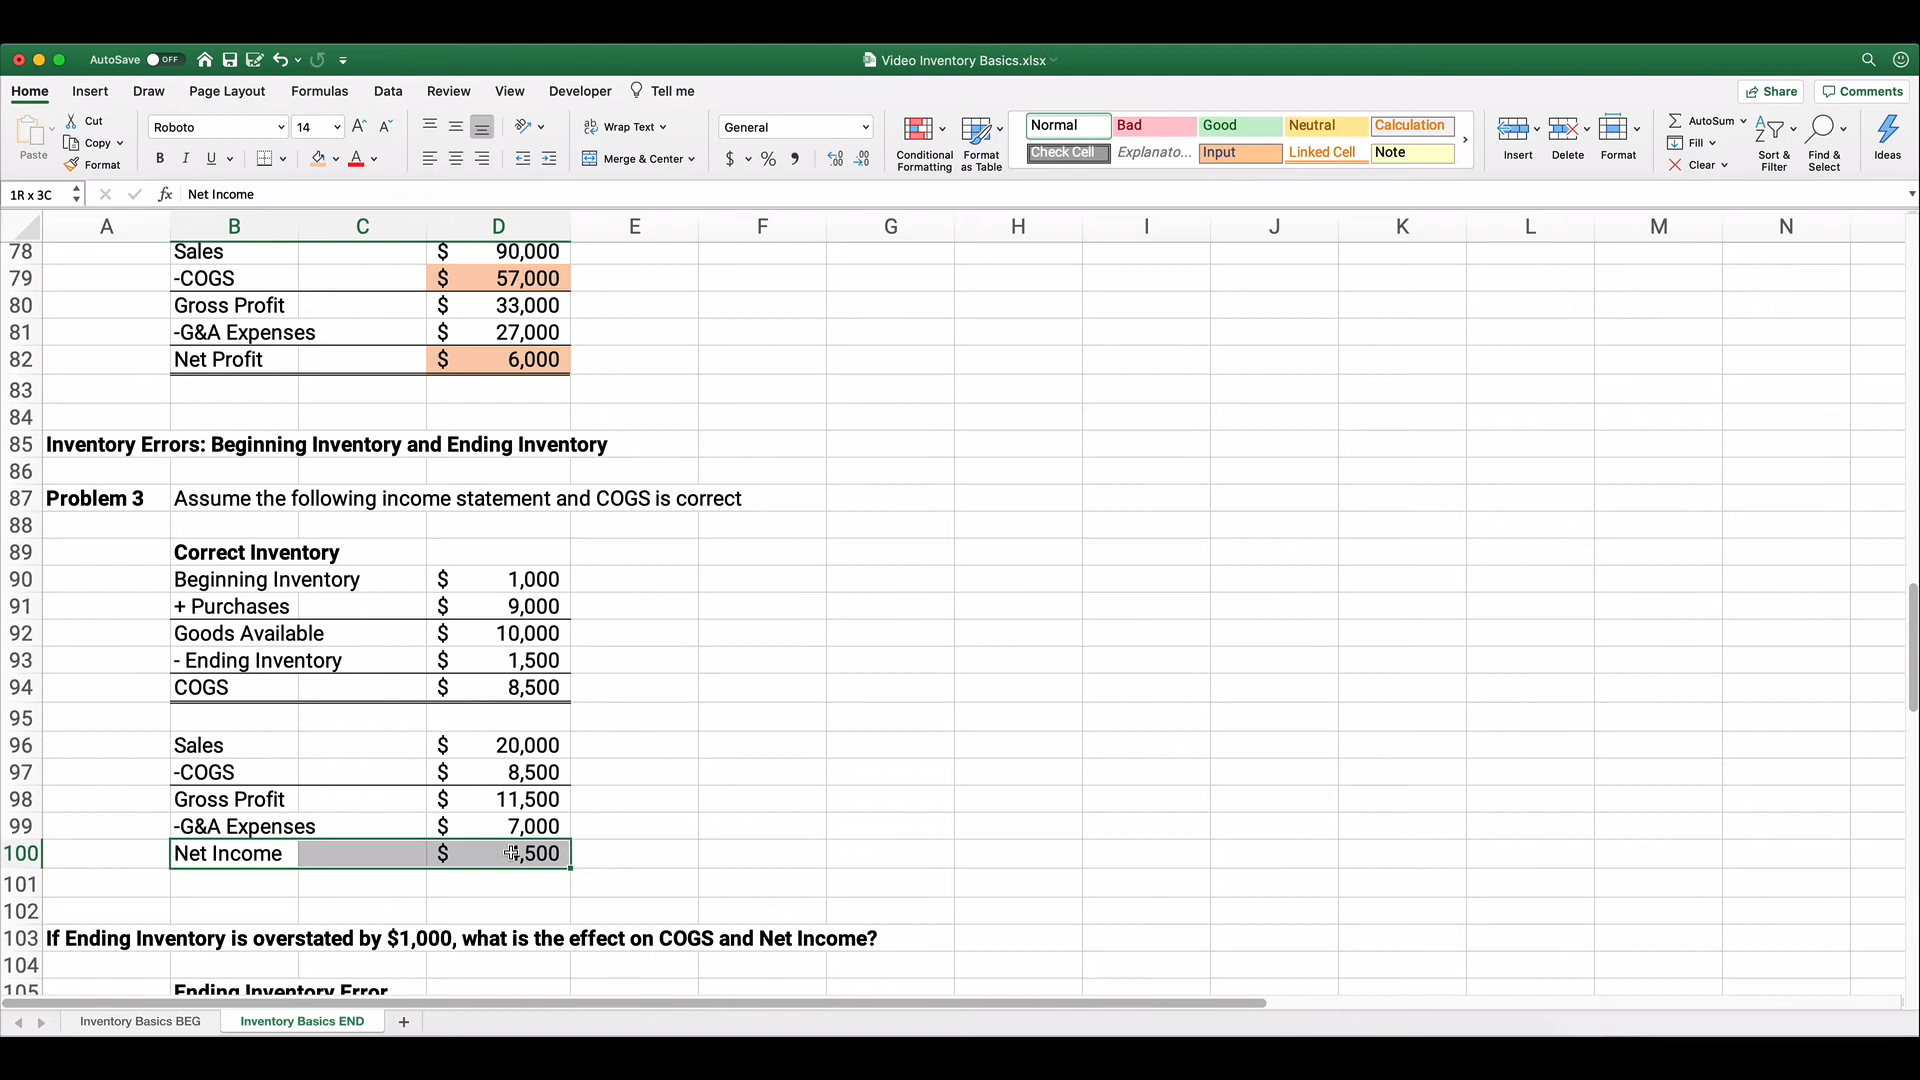 AutoSave OFF Video Inventory Basics.xlsx
Home Insert Draw Page Layout Formulas Data Review View Developer Tell me Share Comments
Paste Cut Copy Format
Roboto 14 A A
B I U A
Wrap Text
Merge & Center
General
$ % ,
Conditional Formatting
Format as Table
Normal Bad Good Neutral Calculation
Check Cell Explanato... Input Linked Cell Note
Insert Delete Format
AutoSum
Fill
Clear
Sort & Filter
Find & Select
Ideas
1R x 3C fx Net Income
A B C D E F G H I J K L M N
78 Sales $ 90,000
79 -COGS $ 57,000
80 Gross Profit $ 33,000
81 -G&A Expenses $ 27,000
82 Net Profit $ 6,000
83
84
85 Inventory Errors: Beginning Inventory and Ending Inventory
86
87 Problem 3 Assume the following income statement and COGS is correct
88
89 Correct Inventory
90 Beginning Inventory $ 1,000
91 + Purchases $ 9,000
92 Goods Available $ 10,000
93 - Ending Inventory $ 1,500
94 COGS $ 8,500
95
96 Sales $ 20,000
97 -COGS $ 8,500
98 Gross Profit $ 11,500
99 -G&A Expenses $ 7,000
100 Net Income $ ,500
101
102
103 If Ending Inventory is overstated by $1,000, what is the effect on COGS and Net Income?
104
105 Ending Inventory Error
Inventory Basics BEG Inventory Basics END +